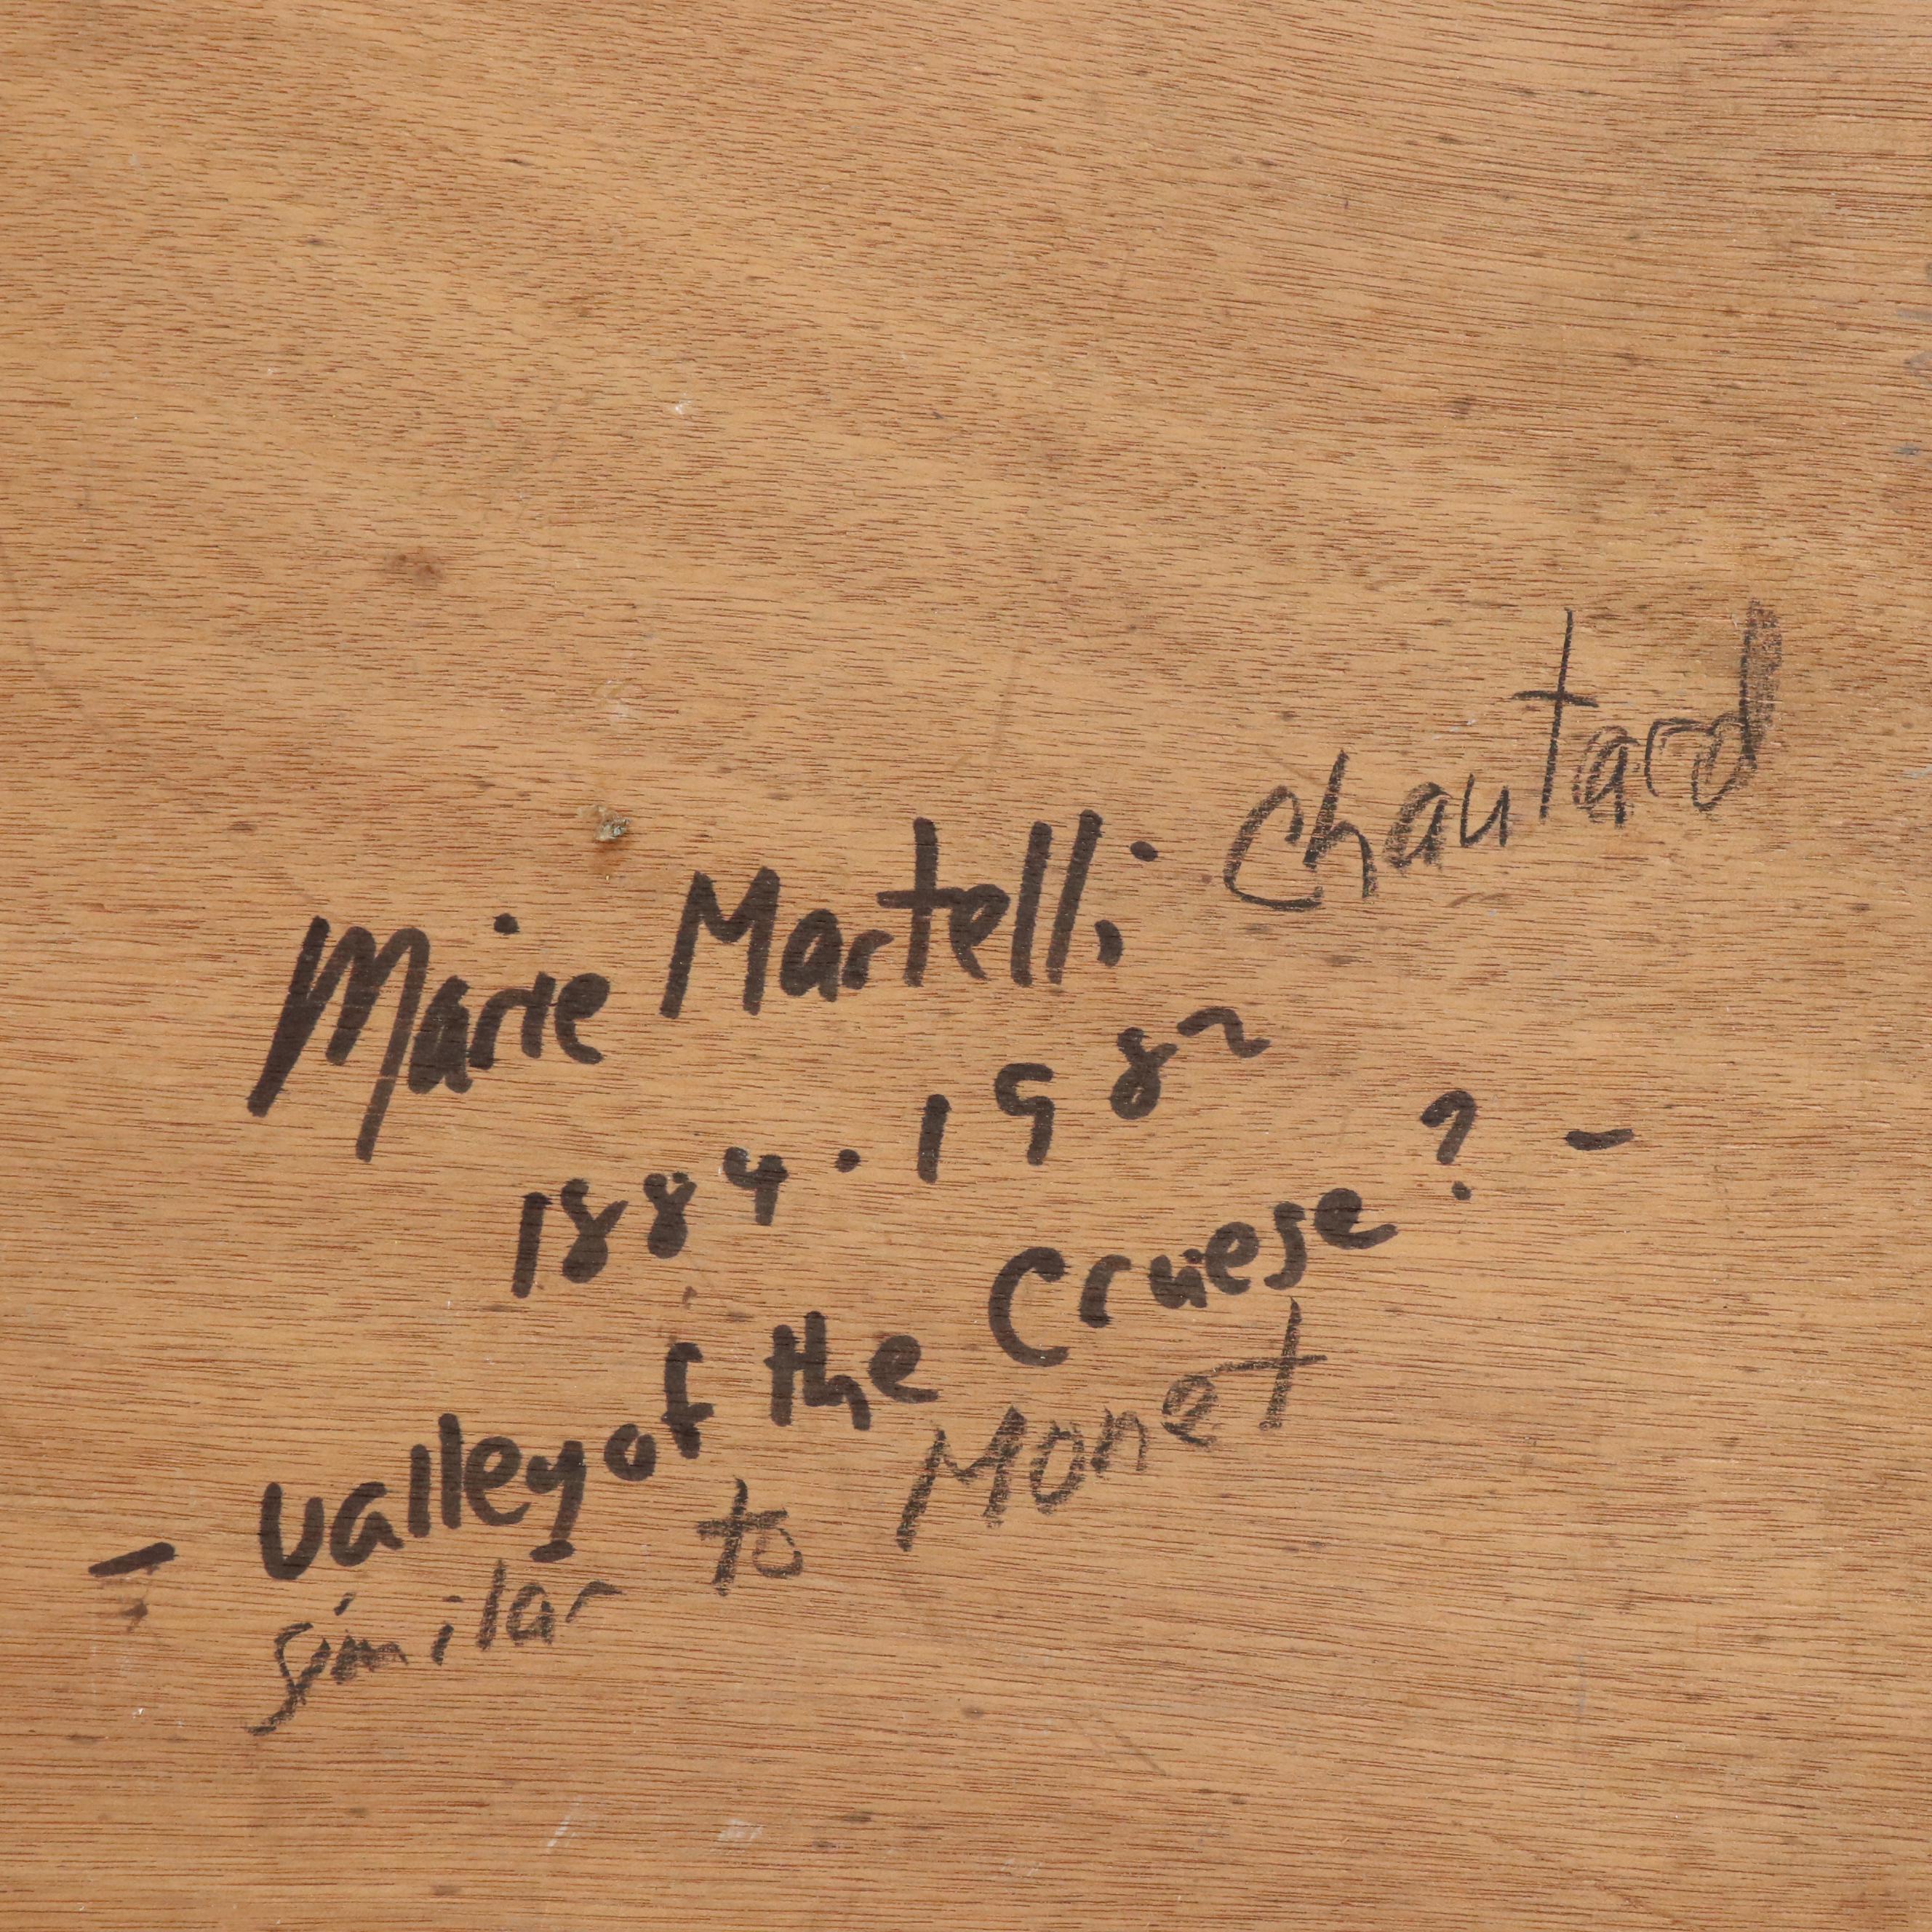 Marie Martelli Chautard
1884.1982
- Valley of the Cruese? -
similar to Monet